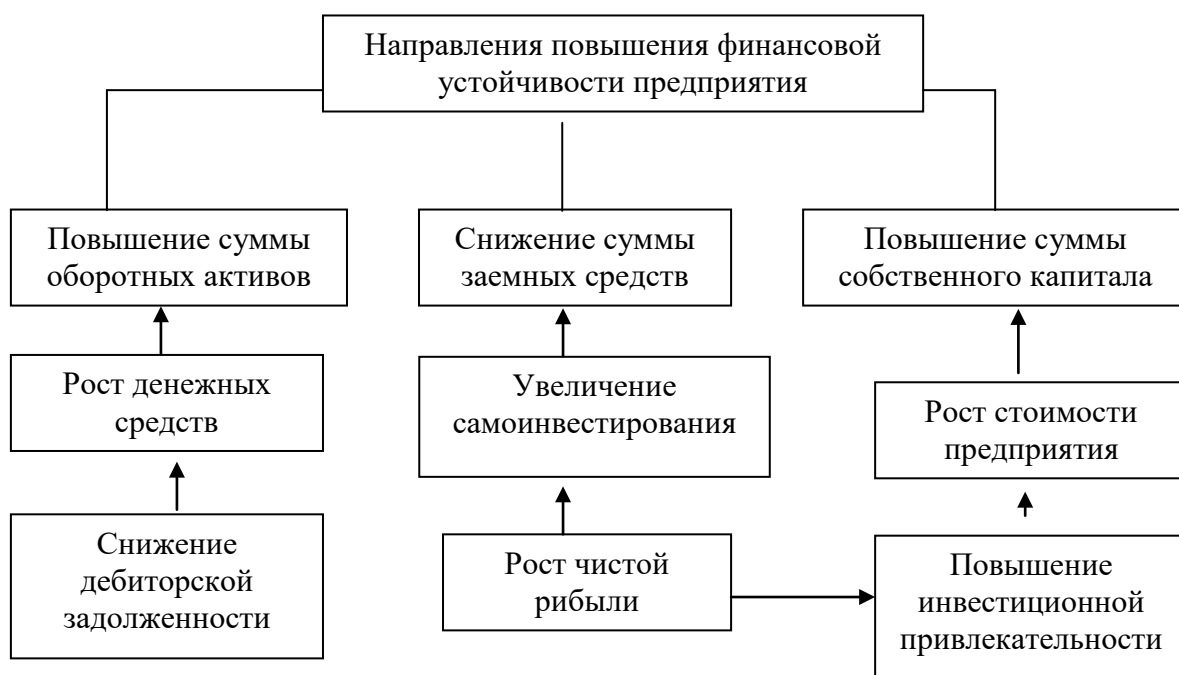 Направления повышения финансовой
устойчивости предприятия
Повышение суммы
оборотных активов
Снижение суммы
заемных средств
Повышение суммы
собственного капитала
Рост денежных
средств
Увеличение
самоинвестирования
Рост стоимости
предприятия
Снижение
дебиторской
задолженности
Рост чистой
рибыли
Повышение
инвестиционной
привлекательности